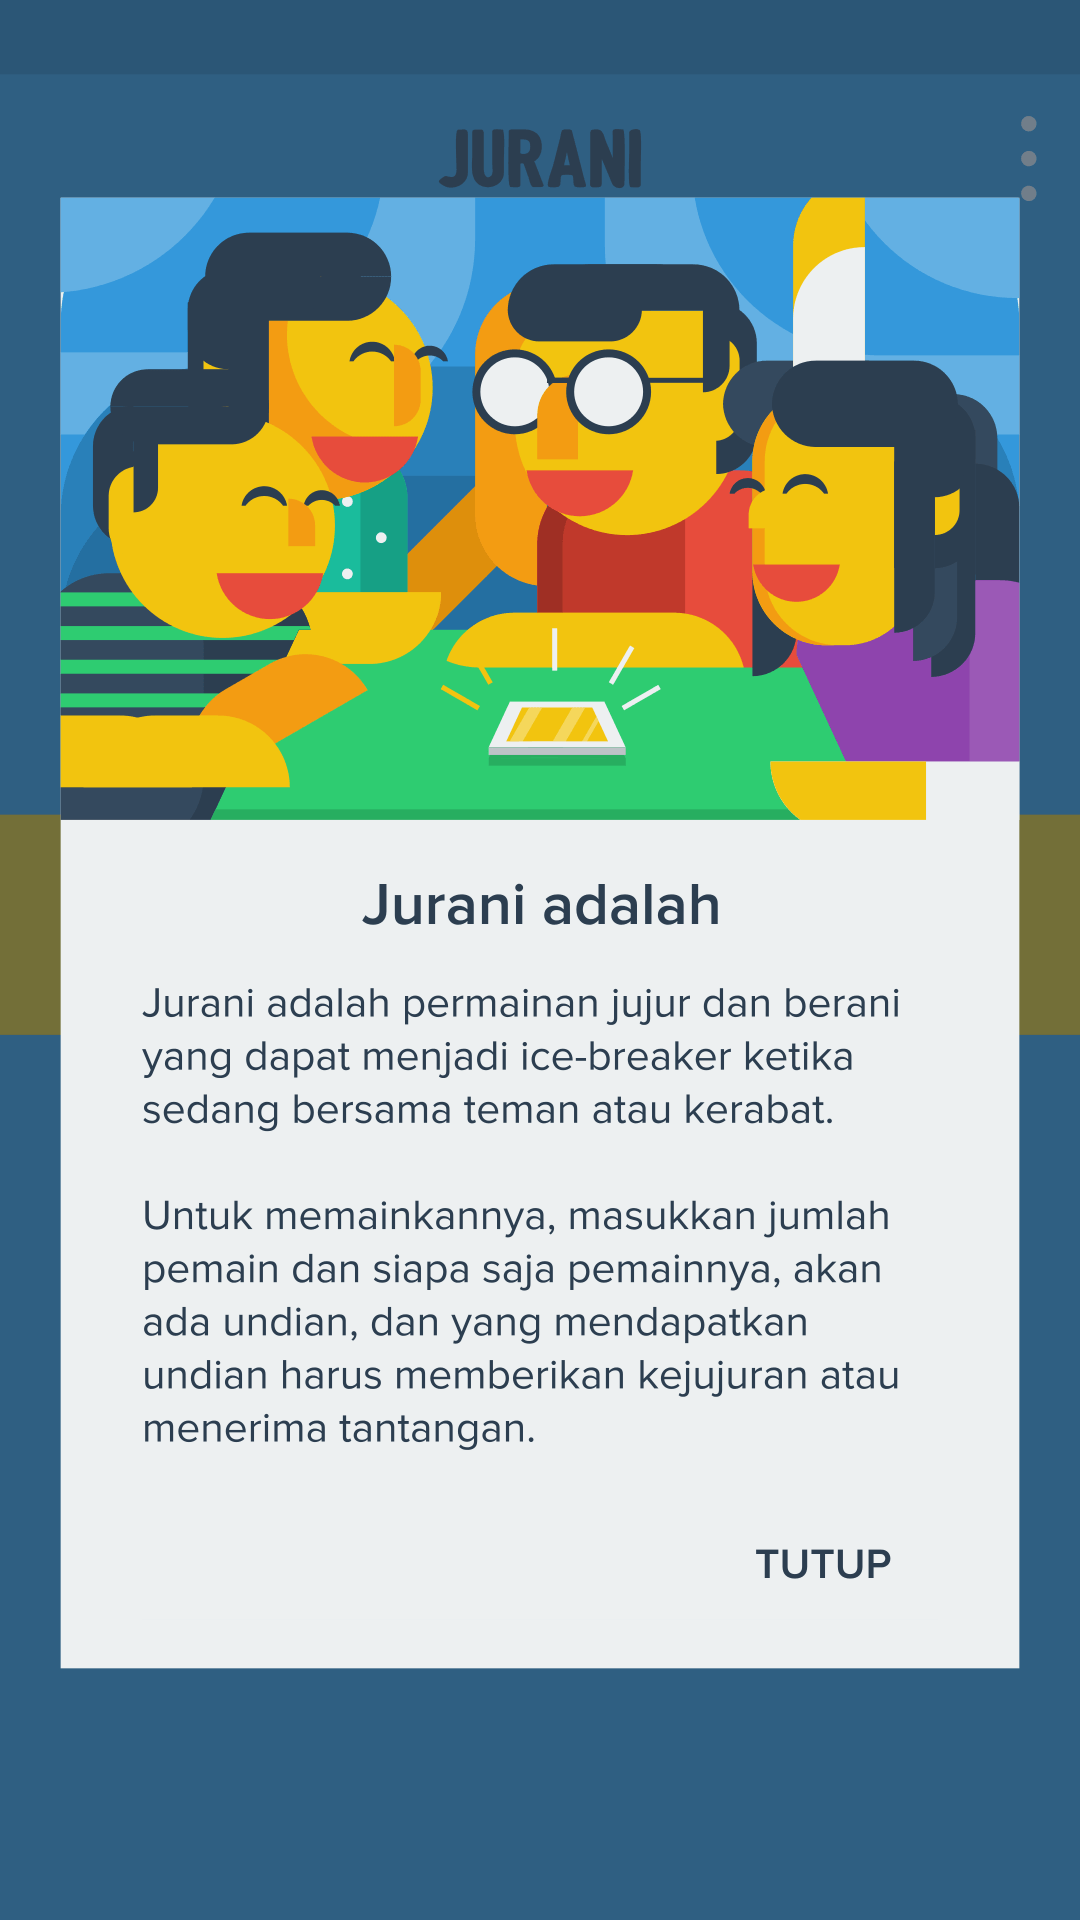 JURANI
Jurani adalah
Jurani adalah permainan jujur dan berani
yang dapat menjadi ice-breaker ketika
sedang bersama teman atau kerabat.
Untuk memainkannya, masukkan jumlah
pemain dan siapa saja pemainnya, akan
ada undian, dan yang mendapatkan
undian harus memberikan kejujuran atau
menerima tantangan.
TUTUP